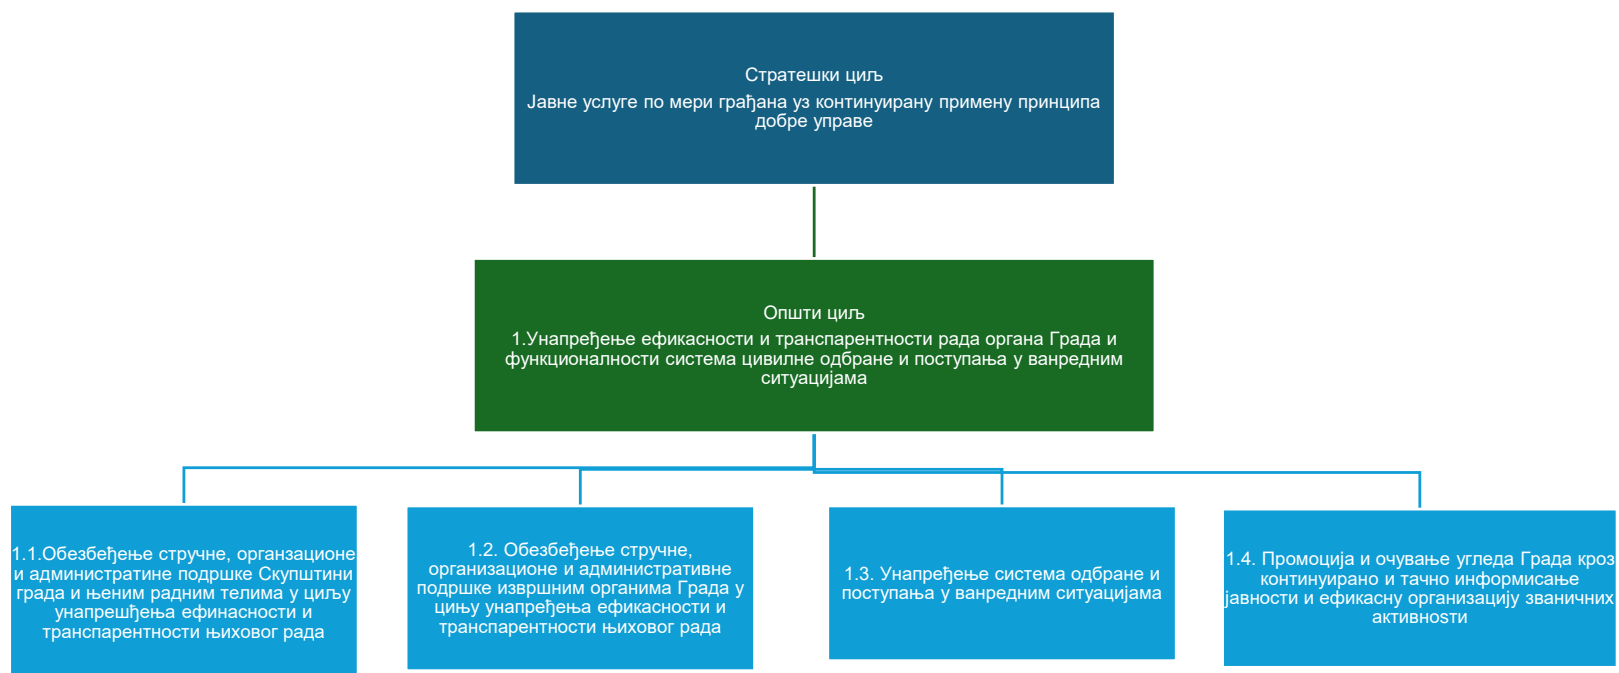 Стратешки циљ
Јавне услуге по мери грађана уз континуирану примену принципа
добре управе
Општи циљ
1.Унапређење ефикасности и транспарентности рада органа Града и
функционалности система цивилне одбране и поступања у ванредним
ситуацијама
1.1.Обезбеђење стручне, органзационе
и административне подршке Скупштини
града и њеним радним телима у циљу
унапрешђења ефинасности и
транспарентности њиховог рада
1.2. Обезбеђење стручне,
организационе и административне
подршке извршним органима Града у
цињу унапређења ефикасности и
транспарентности њиховог рада
1.3. Унапређење система одбране и
поступања у ванредним ситуацијама
1.4. Промоција и очување угледа Града кроз
континуирано и тачно информисање
јавности и ефикасну организацију званичних
активности